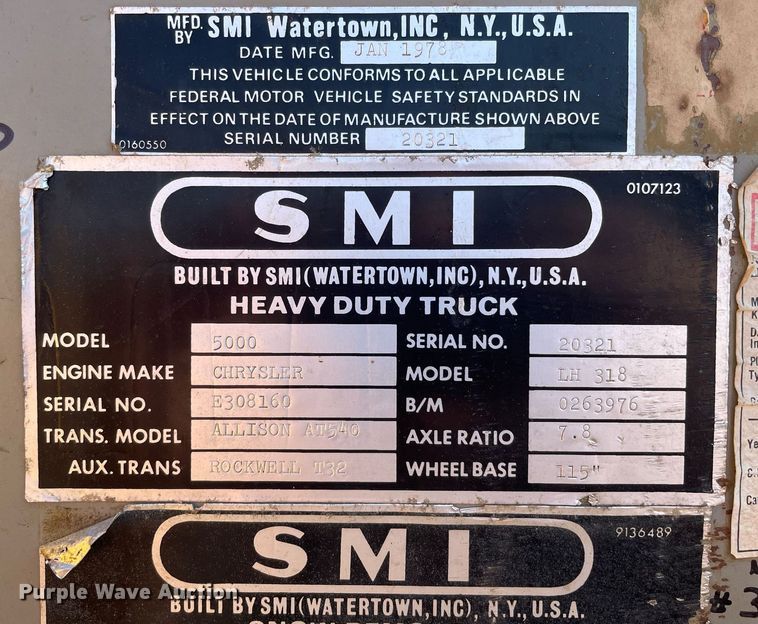 MFD. BY SMI Watertown, INC, N.Y., U.S.A.
DATE MFG. JAN 1978
THIS VEHICLE CONFORMS TO ALL APPLICABLE
FEDERAL MOTOR VEHICLE SAFETY STANDARDS IN
EFFECT ON THE DATE OF MANUFACTURE SHOWN ABOVE
0160550 SERIAL NUMBER 20321
SMI 0107123
BUILT BY SMI (WATERTOWN, INC), N.Y., U.S.A.
HEAVY DUTY TRUCK
MODEL 5000 SERIAL NO. 20321
ENGINE MAKE CHRYSLER MODEL LH 318
SERIAL NO. E308160 B/M 0263976
TRANS. MODEL ALLISON AT540 AXLE RATIO 7.8
AUX. TRANS ROCKWELL T32 WHEEL BASE 115"
SMI 9136489
BUILT BY SMI (WATERTOWN, INC), N.Y., U.S.A.
Purple Wave Auction